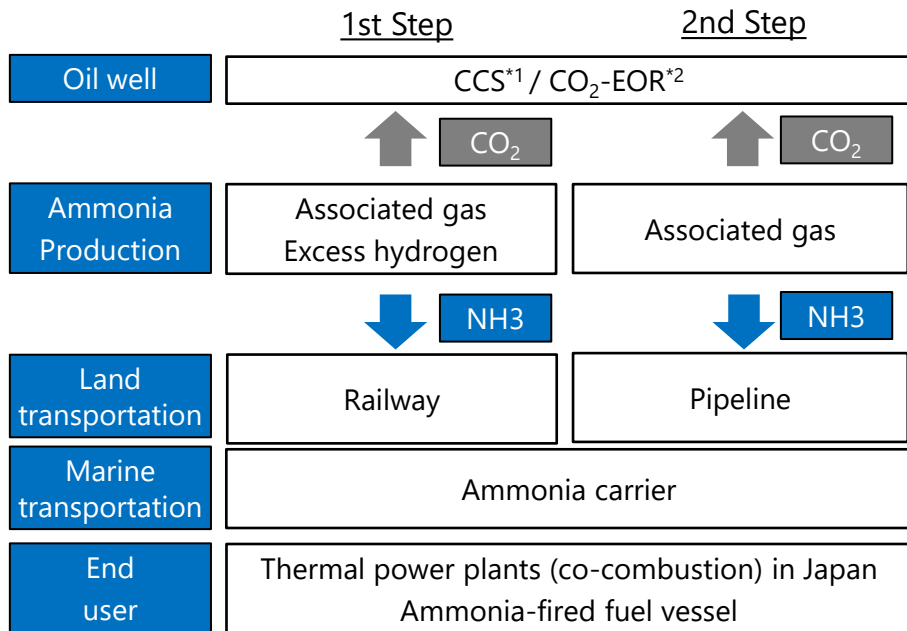 1st Step
2nd Step
Oil well
CCS*1 / CO2-EOR*2
CO2
CO2
Ammonia
Production
Associated gas
Excess hydrogen
Associated gas
NH3
NH3
Land
transportation
Railway
Pipeline
Marine
transportation
Ammonia carrier
End
user
Thermal power plants (co-combustion) in Japan
Ammonia-fired fuel vessel